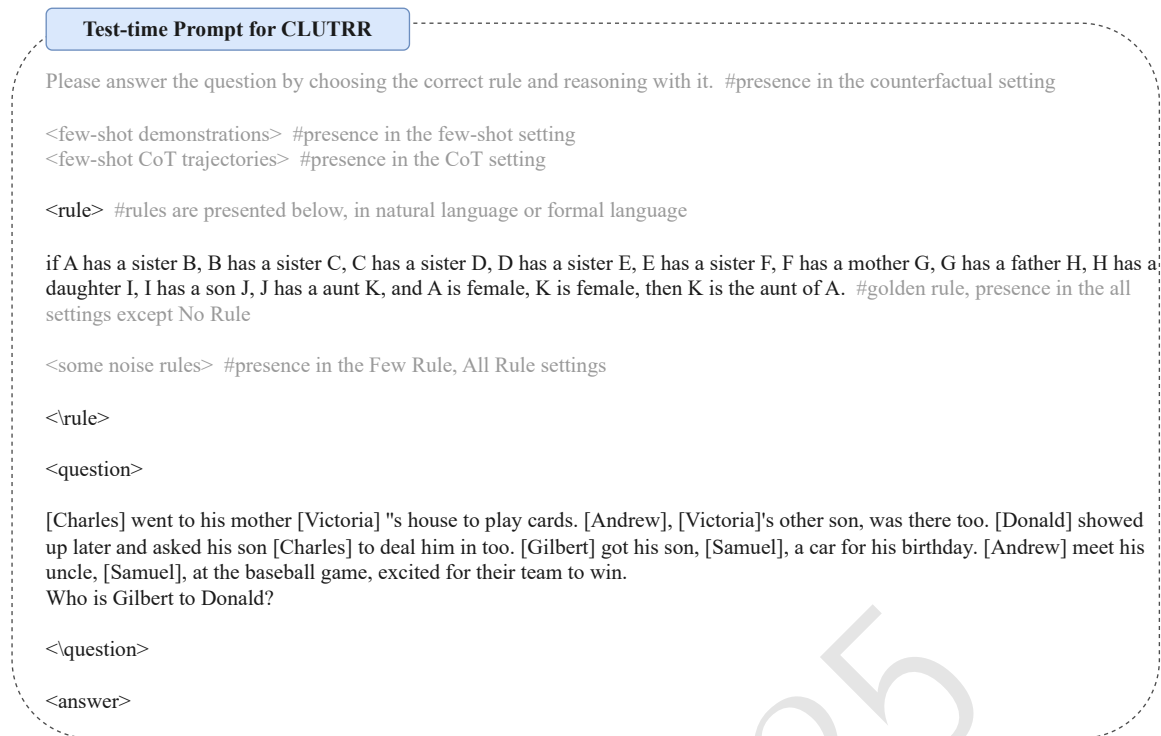 Test-time Prompt for CLUTRR
Please answer the question by choosing the correct rule and reasoning with it. #presence in the counterfactual setting
<few-shot demonstrations> #presence in the few-shot setting
<few-shot CoT trajectories> #presence in the CoT setting
<rule> #rules are presented below, in natural language or formal language
if A has a sister B, B has a sister C, C has a sister D, D has a sister E, E has a sister F, F has a mother G, G has a father H, H has a
daughter I, I has a son J, J has a aunt K, and A is female, K is female, then K is the aunt of A. #golden rule, presence in the all
settings except No Rule
<some noise rules> #presence in the Few Rule, All Rule settings
<\rule>
<question>
[Charles] went to his mother [Victoria] "s house to play cards. [Andrew], [Victoria]'s other son, was there too. [Donald] showed
up later and asked his son [Charles] to deal him in too. [Gilbert] got his son, [Samuel], a car for his birthday. [Andrew] meet his
uncle, [Samuel], at the baseball game, excited for their team to win.
Who is Gilbert to Donald?
<\question>
<answer>
25